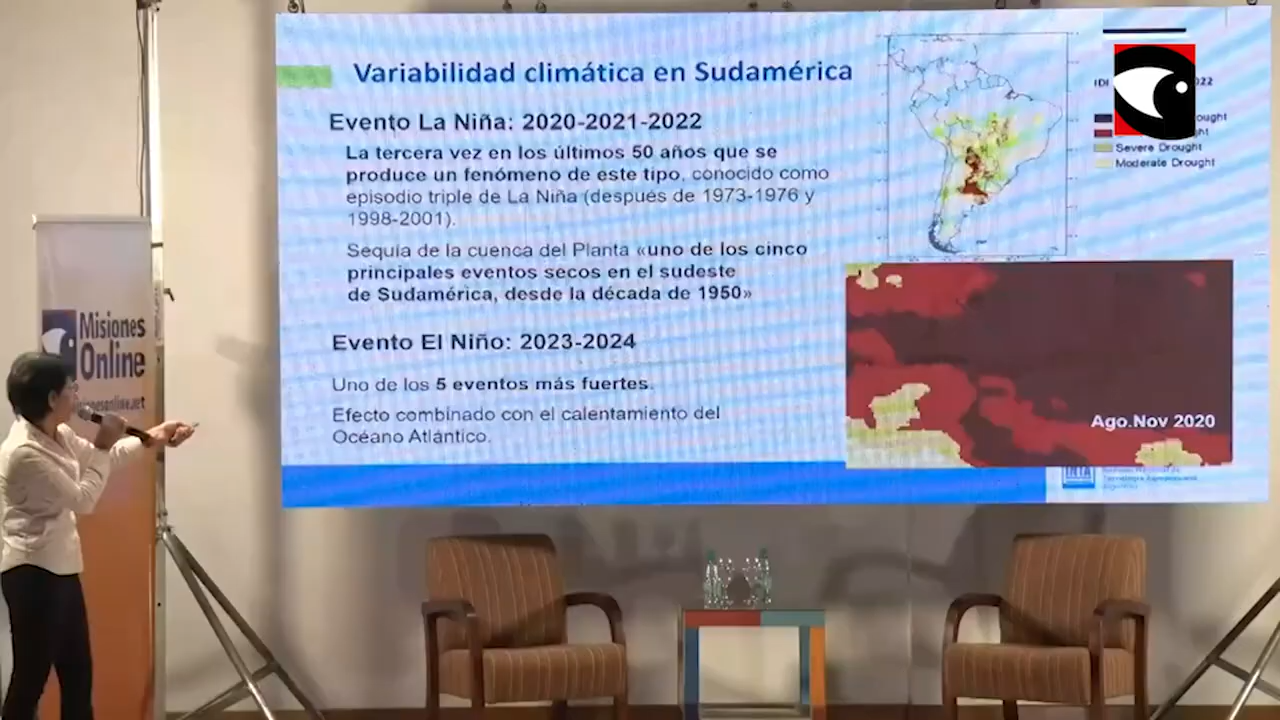 Variabilidad climática en Sudamérica
Evento La Niña: 2020-2021-2022
La tercera vez en los últimos 50 años que se
produce un fenómeno de este tipo, conocido como
episodio triple de La Niña (después de 1973-1976 y
1998-2001).
Sequia de la cuenca del Planta «uno de los cinco
principales eventos secos en el sudeste
de Sudamérica, desde la década de 1950»
Evento El Niño: 2023-2024
Uno de los 5 eventos más fuertes.
Efecto combinado con el calentamiento del
Océano Atlántico.
IDI
Severe Drought
Moderate Drought
Ago.Nov 2020
INTA
Misiones
Online